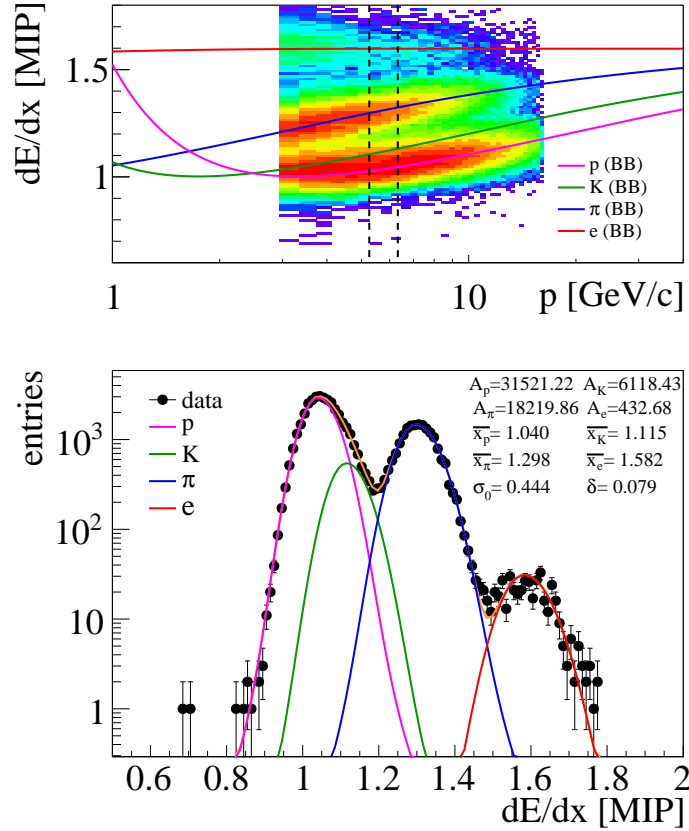 dE/dx [MIP]
1.5
1
p (BB)
K (BB)
π (BB)
e (BB)
1
10
p [GeV/c]
entries
10³
10²
10
1
data
p
K
π
e
A_p=31521.22 A_K=6118.43
A_π=18219.86 A_e=432.68
x̅_p= 1.040 x̅_K= 1.115
x̅_π= 1.298 x̅_e= 1.582
σ_0= 0.444 δ= 0.079
0.6 0.8 1 1.2 1.4 1.6 1.8 2
dE/dx [MIP]